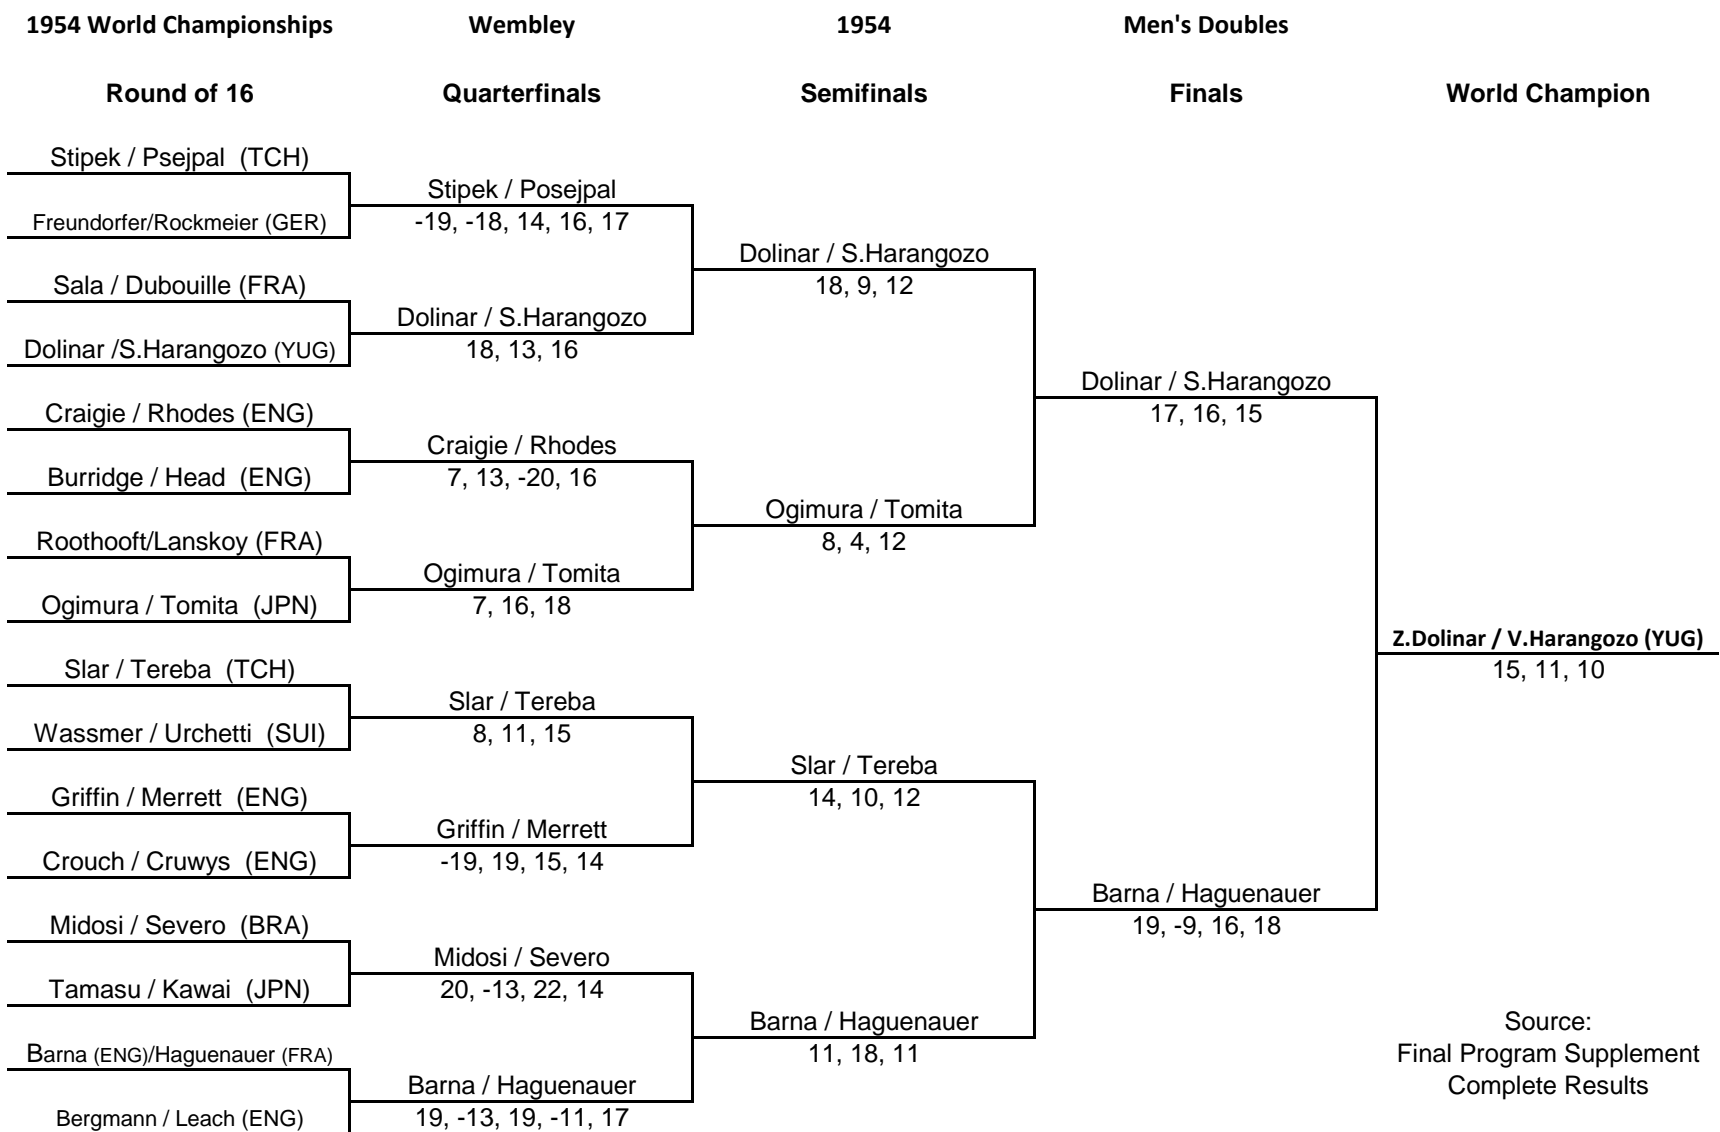 1954 World Championships Wembley 1954 Men's Doubles
Round of 16 Quarterfinals Semifinals Finals World Champion
Stipek / Psejpal (TCH)
Stipek / Posejpal
Freundorfer/Rockmeier (GER)
-19, -18, 14, 16, 17
Dolinar / S.Harangozo
Sala / Dubouille (FRA)
18, 9, 12
Dolinar / S.Harangozo
Dolinar /S.Harangozo (YUG)
18, 13, 16
Dolinar / S.Harangozo
Craigie / Rhodes (ENG)
17, 16, 15
Craigie / Rhodes
Burridge / Head (ENG)
7, 13, -20, 16
Ogimura / Tomita
Roothooft/Lanskoy (FRA)
8, 4, 12
Ogimura / Tomita
Ogimura / Tomita (JPN)
7, 16, 18
Z.Dolinar / V.Harangozo (YUG)
Slar / Tereba (TCH)
15, 11, 10
Slar / Tereba
Wassmer / Urchetti (SUI)
8, 11, 15
Slar / Tereba
Griffin / Merrett (ENG)
14, 10, 12
Griffin / Merrett
Crouch / Cruwys (ENG)
-19, 19, 15, 14
Barna / Haguenauer
Midosi / Severo (BRA)
19, -9, 16, 18
Midosi / Severo
Tamasu / Kawai (JPN)
20, -13, 22, 14
Barna / Haguenauer
Source:
Barna (ENG)/Haguenauer (FRA)
11, 18, 11
Final Program Supplement
Barna / Haguenauer
Complete Results
Bergmann / Leach (ENG)
19, -13, 19, -11, 17